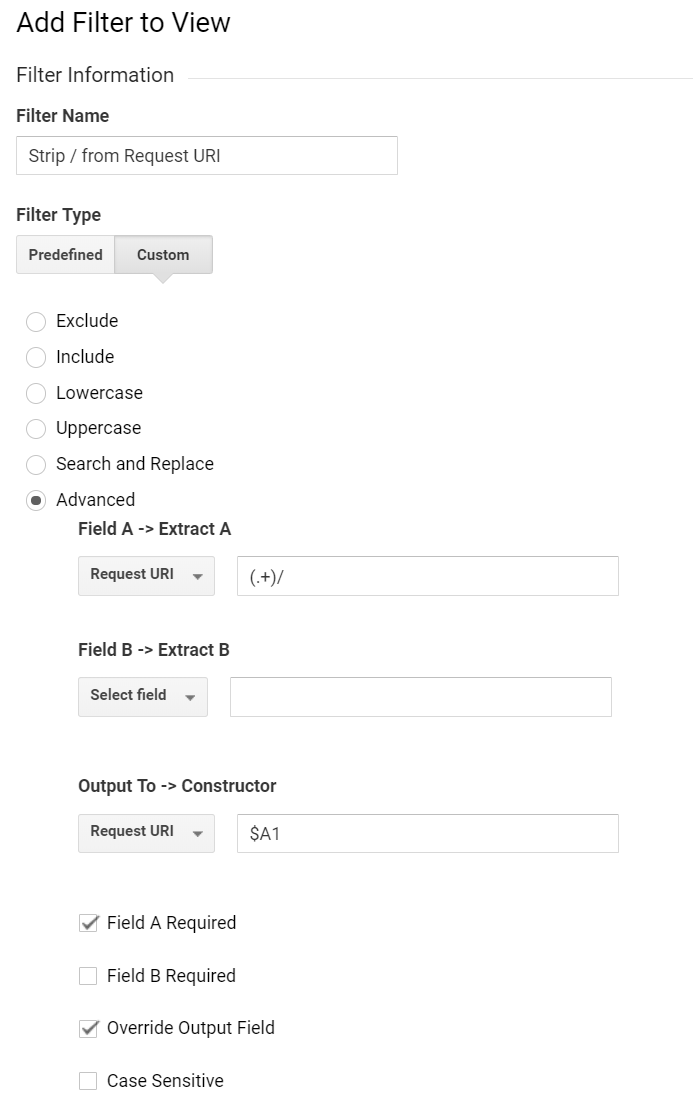 Add Filter to View
Filter Information
Filter Name
Strip / from Request URI
Filter Type
Predefined Custom
Exclude
Include
Lowercase
Uppercase
Search and Replace
Advanced
Field A -> Extract A
Request URI (.+)/
Field B -> Extract B
Select field
Output To -> Constructor
Request URI $A1
Field A Required
Field B Required
Override Output Field
Case Sensitive